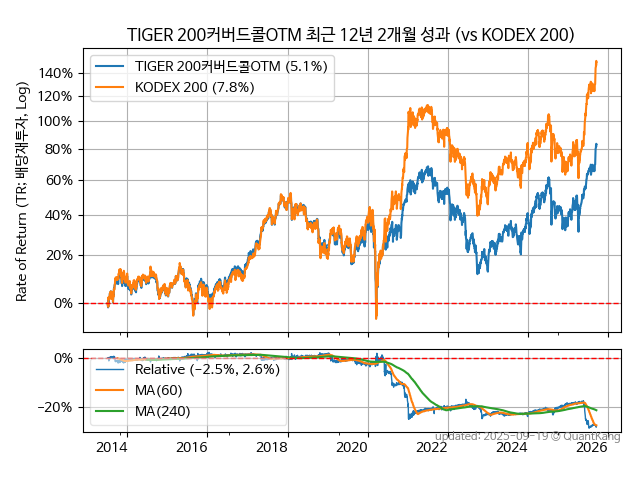 TIGER 200커버드콜OTM 최근 12년 2개월 성과 (vs KODEX 200)
TIGER 200커버드콜OTM (5.1%)
KODEX 200 (7.8%)
Rate of Return (TR: 배당재투자, Log)
140%
120%
100%
80%
60%
40%
20%
0%
0%
−20%
Relative (−2.5%, 2.6%)
MA(60)
MA(240)
updated: 2025-09-19 © QuantKang
2014
2016
2018
2020
2022
2024
2026